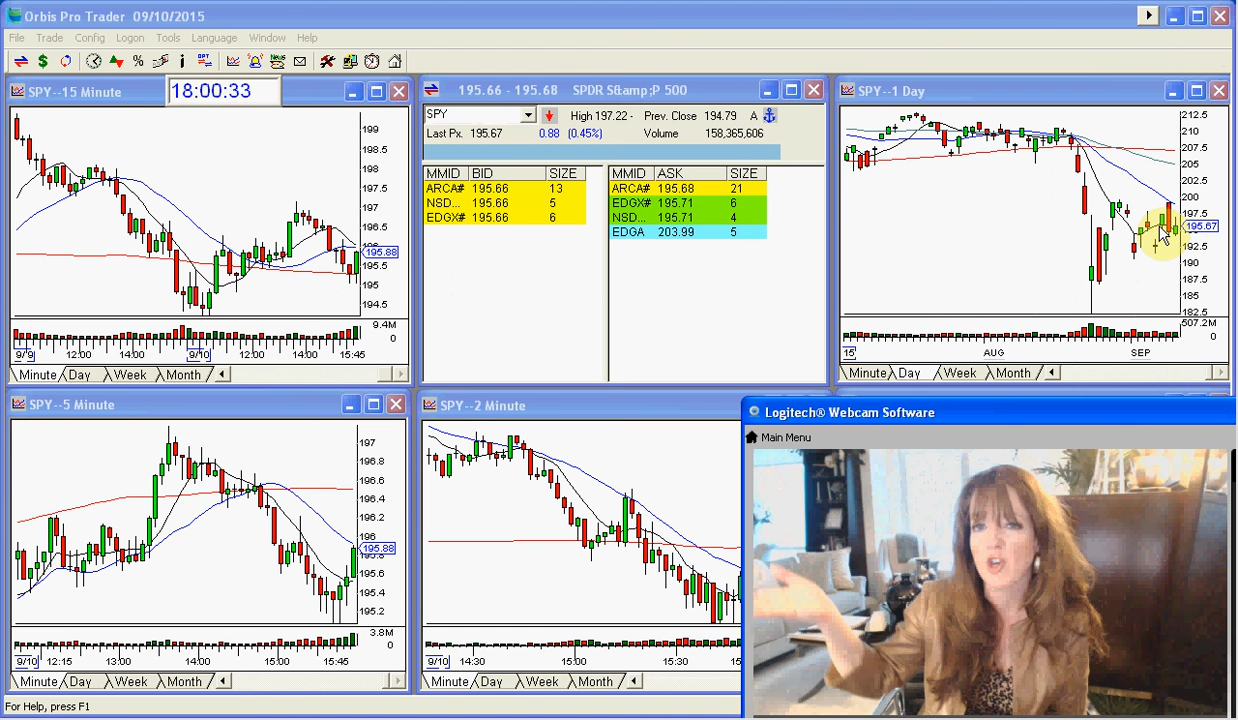 Orbis Pro Trader 09/10/2015
File Trade Config Logon Tools Language Window Help
SPY--15 Minute
18:00:33
199
198.5
198
197.5
197
196.5
195.88
195.5
195
194.5
9.4M
0
9/9 12:00 14:00 9/10 12:00 14:00 15:45
Minute Day Week Month
195.66 - 195.68 SPDR S&amp;P 500
SPY High 197.22 - Prev. Close 194.79 A
Last Px. 195.67 0.88 (0.45%) Volume 158,365,606
MMID BID SIZE
ARCA# 195.66 13
NSD... 195.66 5
EDGX# 195.66 6
MMID ASK SIZE
ARCA# 195.68 21
EDGX# 195.71 6
NSD... 195.71 4
EDGA 203.99 5
SPY--1 Day
212.5
210
207.5
205
202.5
200
197.5
195.67
192.5
190
187.5
185
182.5
507.2M
0
15 AUG SEP
Minute Day Week Month
SPY--5 Minute
197
196.8
196.6
196.4
196.2
196
195.88
195.6
195.4
195.2
3.8M
0
9/10 12:15 13:00 14:00 15:00 15:45
Minute Day Week Month
SPY--2 Minute
9/10 14:30 15:00 15:30
Minute Day Week Month
Logitech® Webcam Software
Main Menu
For Help, press F1